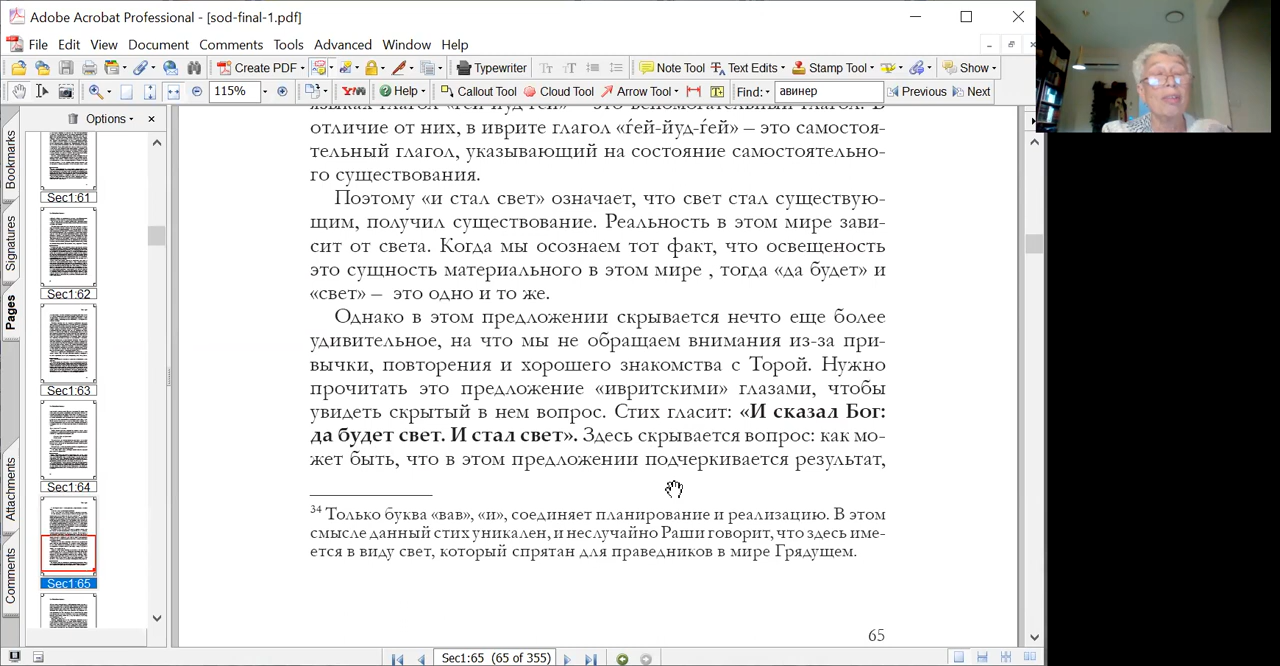 Adobe Acrobat Professional - [sod-final-1.pdf]
File Edit View Document Comments Tools Advanced Window Help
Create PDF Typewriter Note Tool Text Edits Stamp Tool Show
115% Help Callout Tool Cloud Tool Arrow Tool Find: авинер Previous Next
Options
Bookmarks
Signatures
Pages
Attachments
Comments
Sec1:61
Sec1:62
Sec1:63
Sec1:64
Sec1:65
отличие от них, в иврите глагол «ѓей-йуд-ѓей» – это самостоя-
тельный глагол, указывающий на состояние самостоятельно-
го существования.
Поэтому «и стал свет» означает, что свет стал существую-
щим, получил существование. Реальность в этом мире зави-
сит от света. Когда мы осознаем тот факт, что освещеность
это сущность материального в этом мире , тогда «да будет» и
«свет» – это одно и то же.
Однако в этом предложении скрывается нечто еще более
удивительное, на что мы не обращаем внимания из-за при-
вычки, повторения и хорошего знакомства с Торой. Нужно
прочитать это предложение «ивритскими» глазами, чтобы
увидеть скрытый в нем вопрос. Стих гласит: «И сказал Бог:
да будет свет. И стал свет». Здесь скрывается вопрос: как мо-
жет быть, что в этом предложении подчеркивается результат,
34 Только буква «вав», «и», соединяет планирование и реализацию. В этом
смысле данный стих уникален, и неслучайно Раши говорит, что здесь име-
ется в виду свет, который спрятан для праведников в мире Грядущем.
65
Sec1:65 (65 of 355)